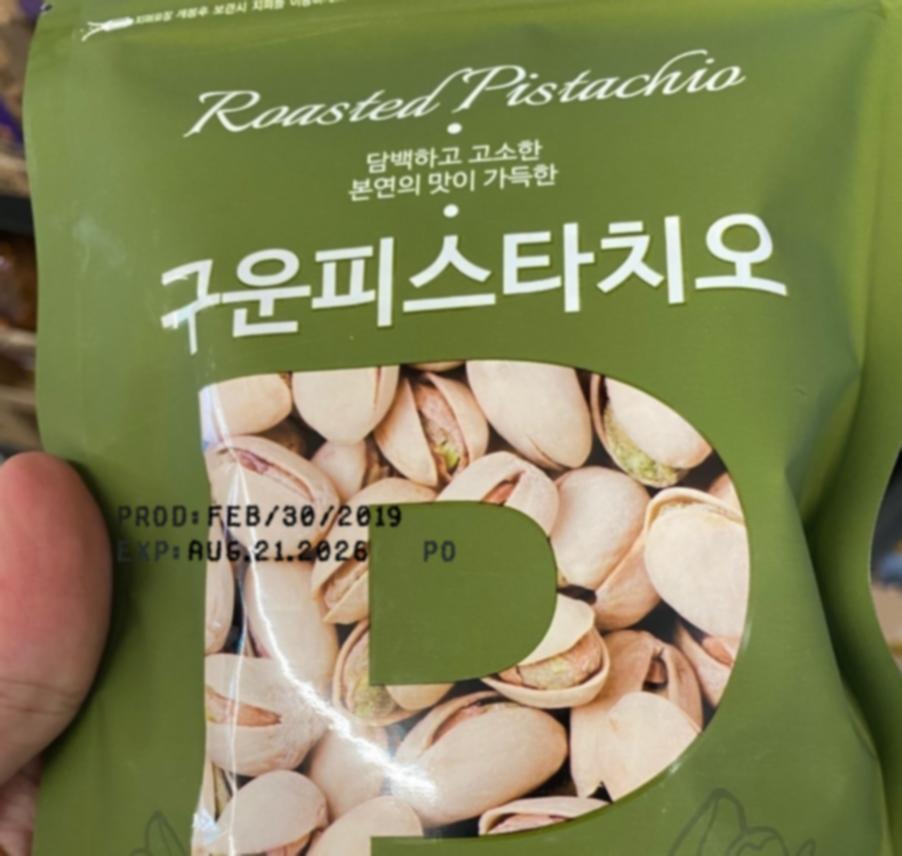 Roasted Pistachio
담백하고 고소한
본연의 맛이 가득한
구운피스타치오
PROD:FEB/30/2019
EXP:AUG.21.2026 PO